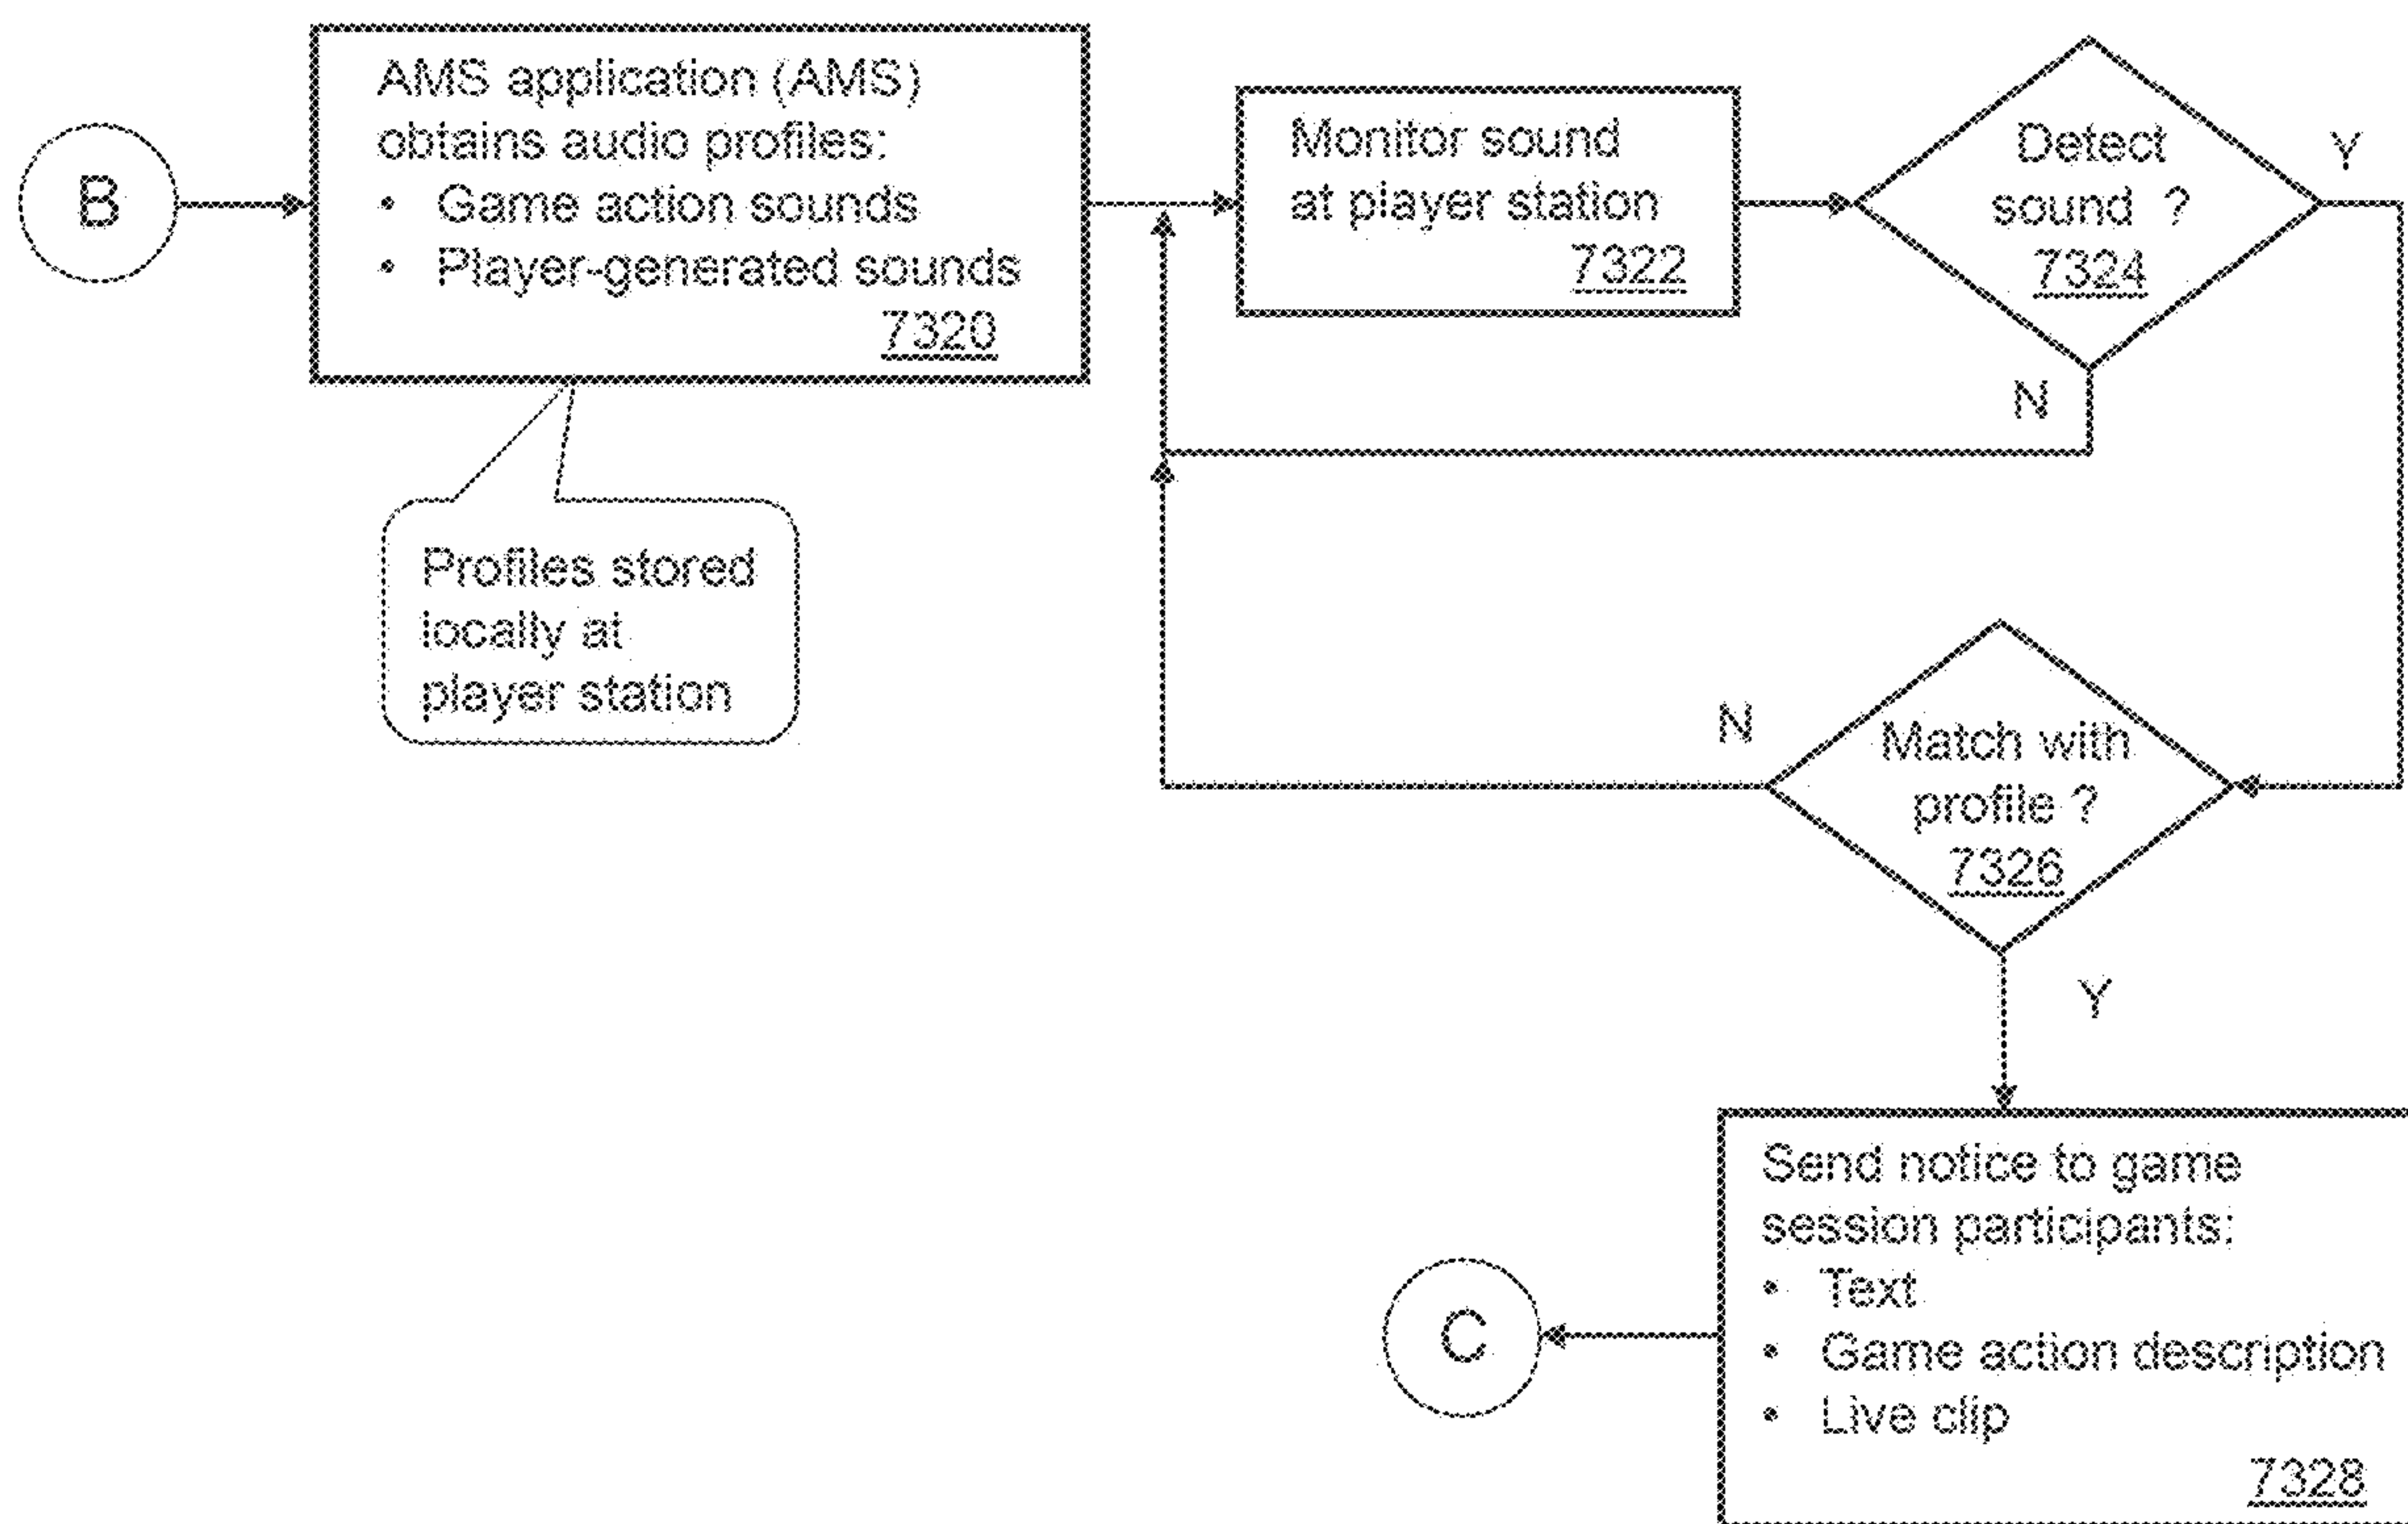 B
AMS application (AMS)
obtains audio profiles:
• Game action sounds
• Player-generated sounds
7320
Profiles stored
locally at
player station
Monitor sound
at player station
7322
Detect
sound ?
7324
Y
N
Match with
profile ?
7326
N
Y
Send notice to game
session participants:
• Text
• Game action description
• Live clip
7328
C